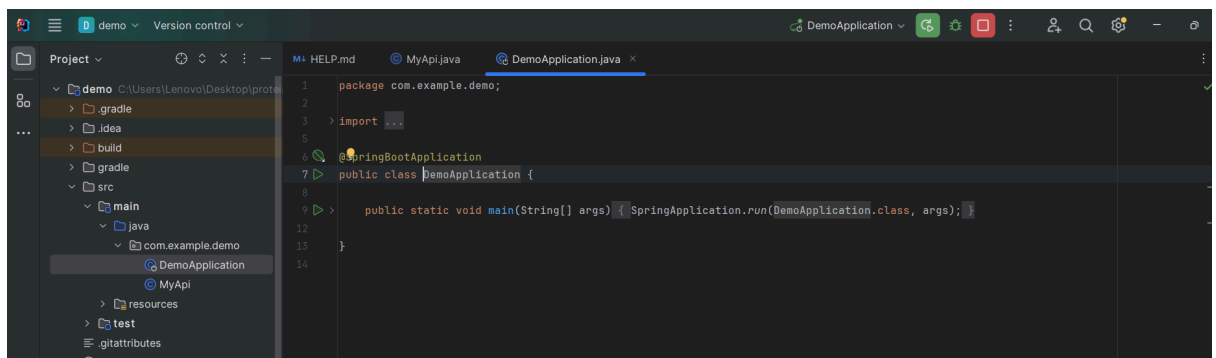 D demo Version control DemoApplication
Project
M↓ HELP.md MyApi.java DemoApplication.java
demo C:\Users\Lenovo\Desktop\protei
.gradle
.idea
build
gradle
src
main
java
com.example.demo
DemoApplication
MyApi
resources
test
.gitattributes
1 package com.example.demo;
2
3 import ...
5
6 @SpringBootApplication
7 public class DemoApplication {
8
9 public static void main(String[] args) { SpringApplication.run(DemoApplication.class, args); }
12
13 }
14